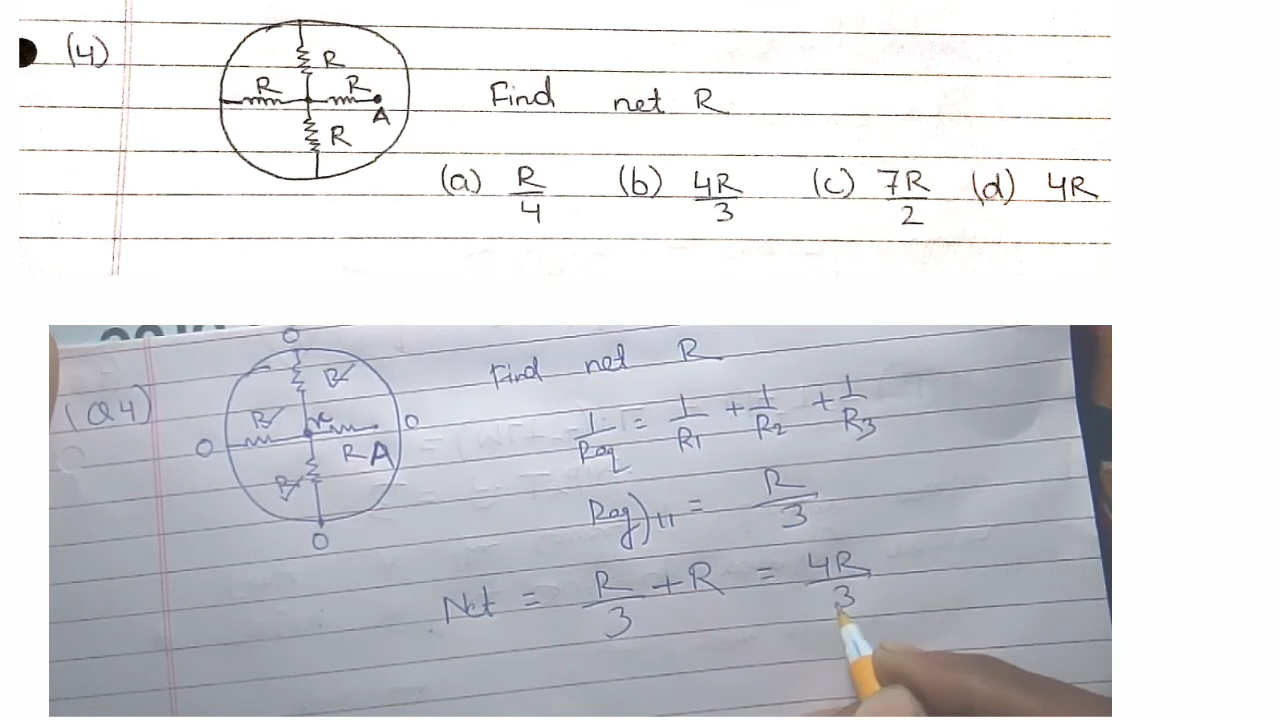 (4)
R
R R
A
R
Find net R
(a) R/4 (b) 4R/3 (c) 7R/2 (d) 4R
(Q4)
O
R
R x O
O R A
R
O
Find net R
1/Req = 1/R1 + 1/R2 + 1/R3
Req)11 = R/3
Net = R/3 + R = 4R/3